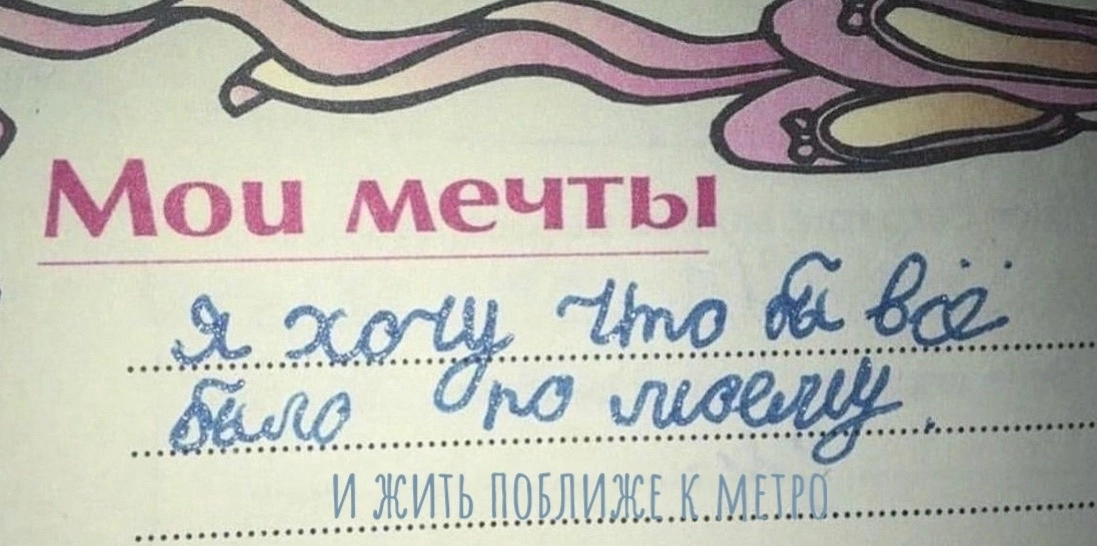 Мои мечты
Я хочу что бы всё
было по моему.
И ЖИТЬ ПОБЛИЖЕ К МЕТРО